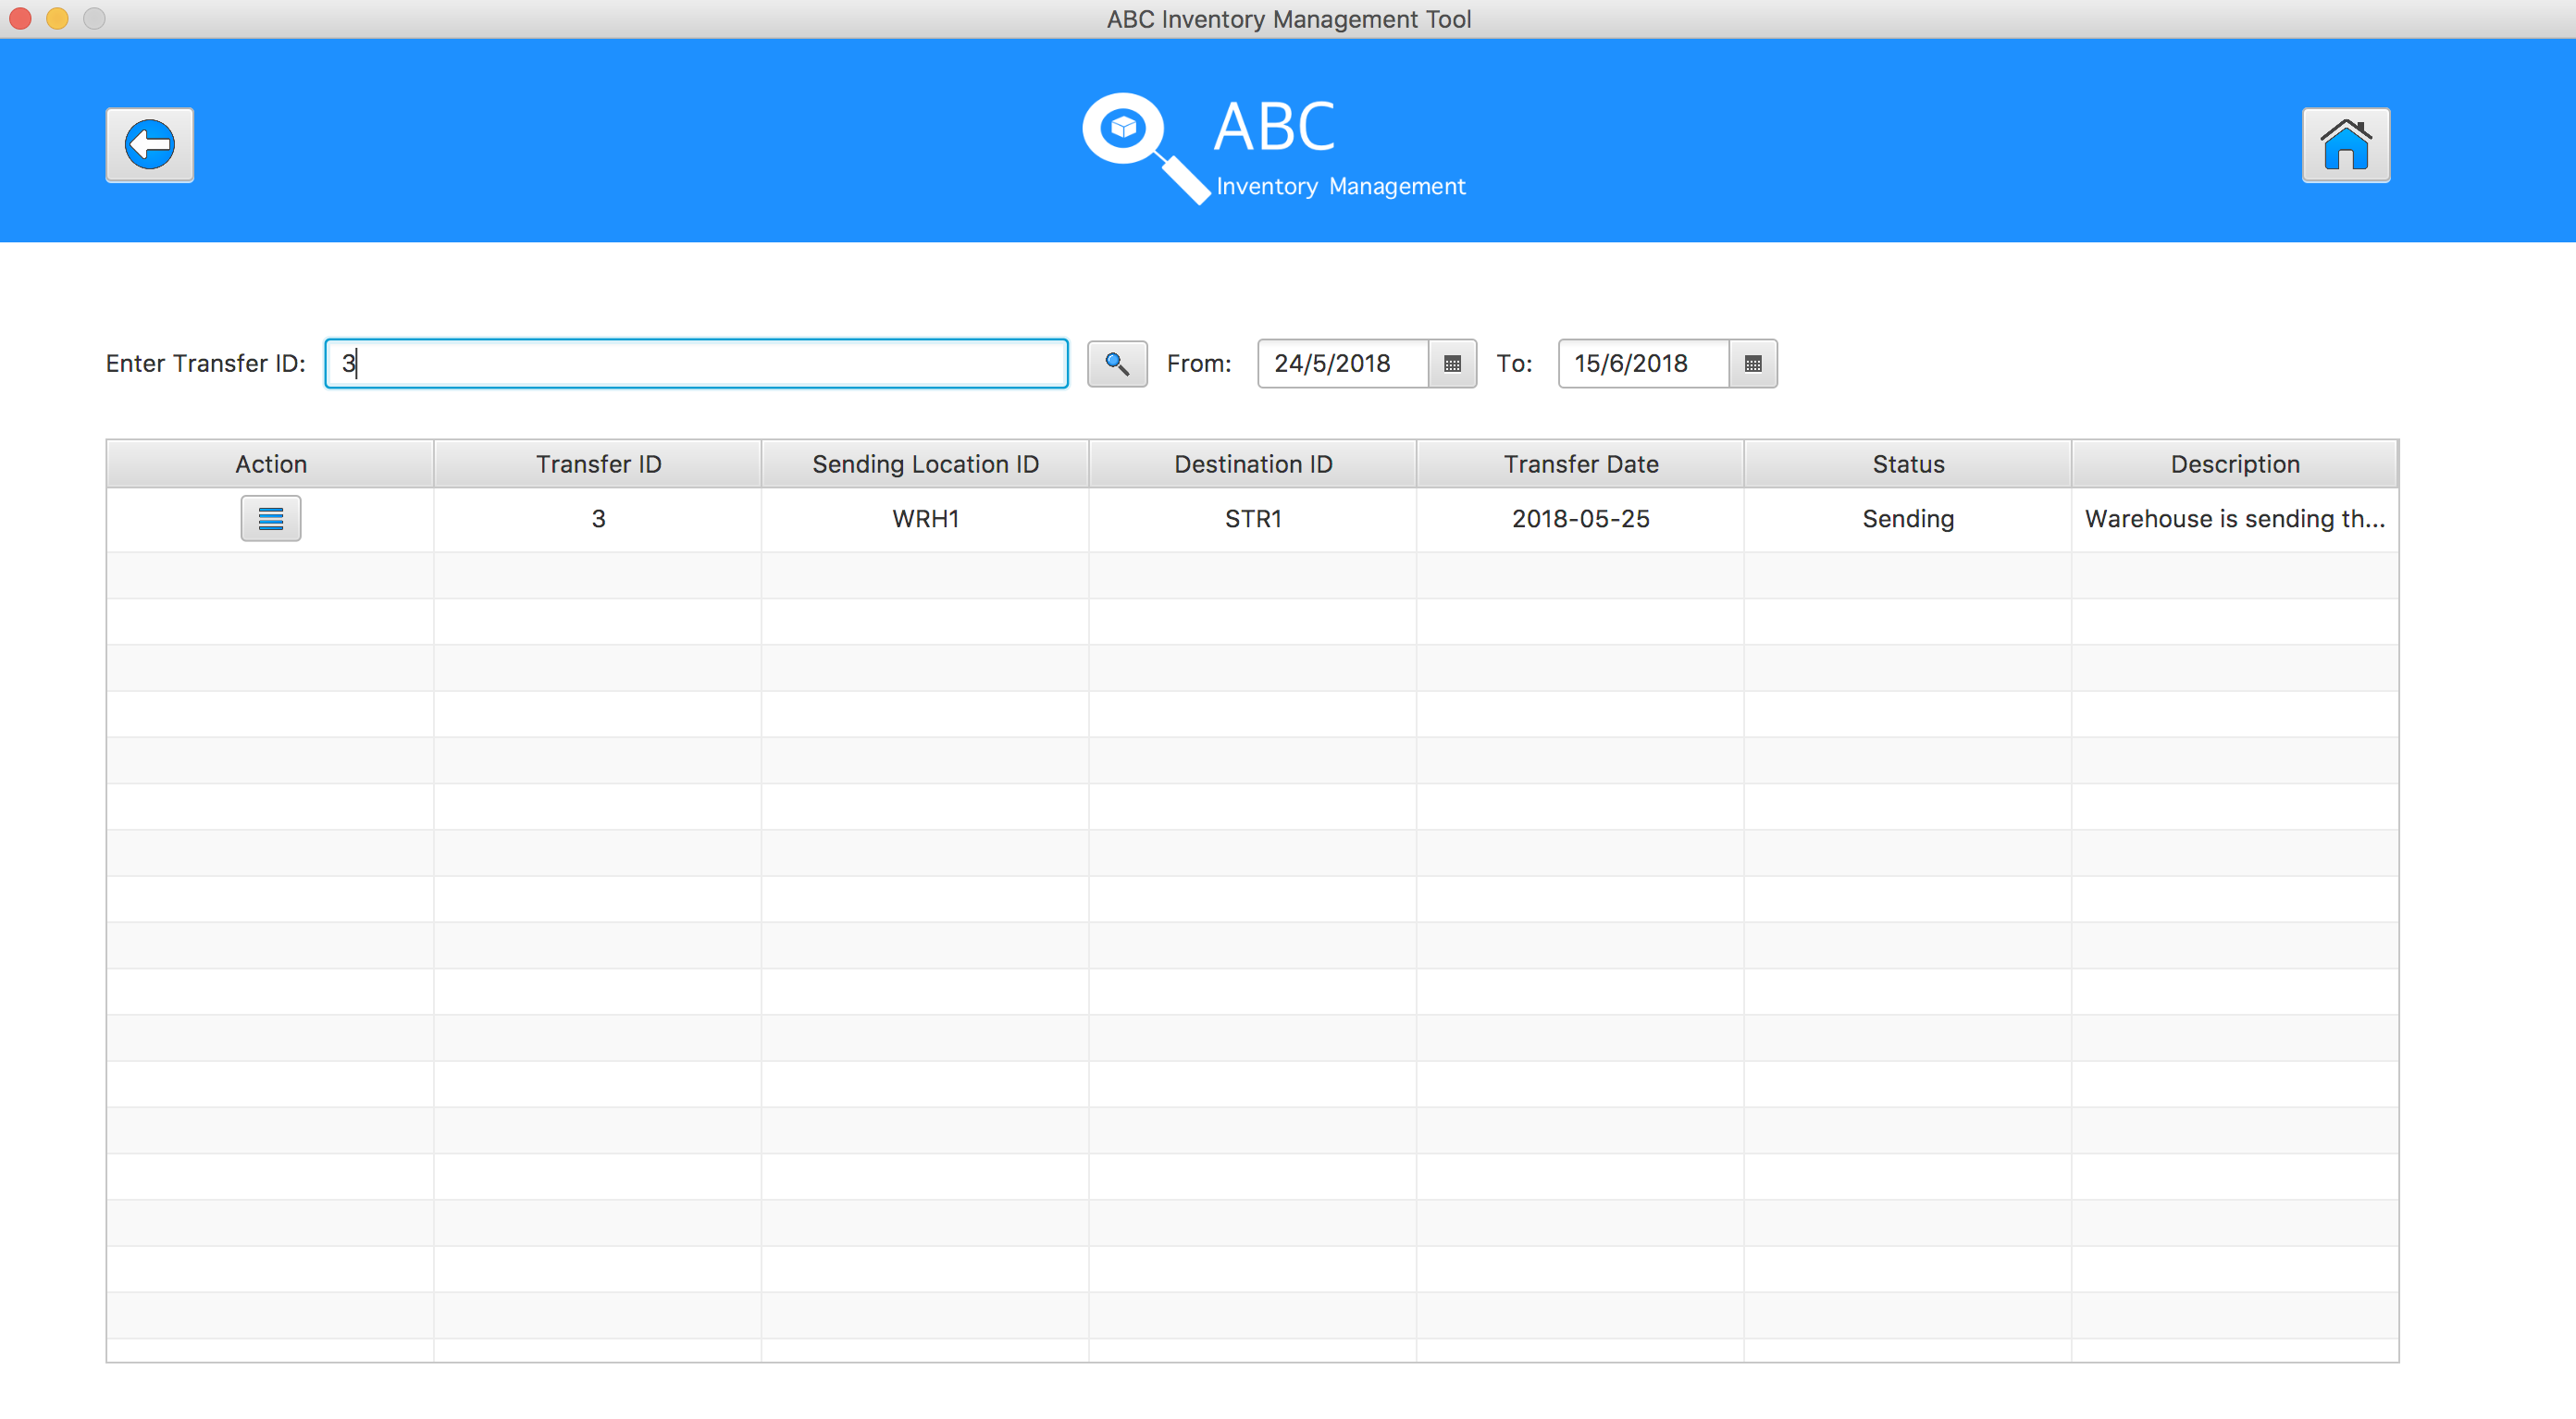 ABC Inventory Management Tool
ABC
Inventory Management
Enter Transfer ID: 3 From: 24/5/2018 To: 15/6/2018
Action Transfer ID Sending Location ID Destination ID Transfer Date Status Description
3 WRH1 STR1 2018-05-25 Sending Warehouse is sending th...